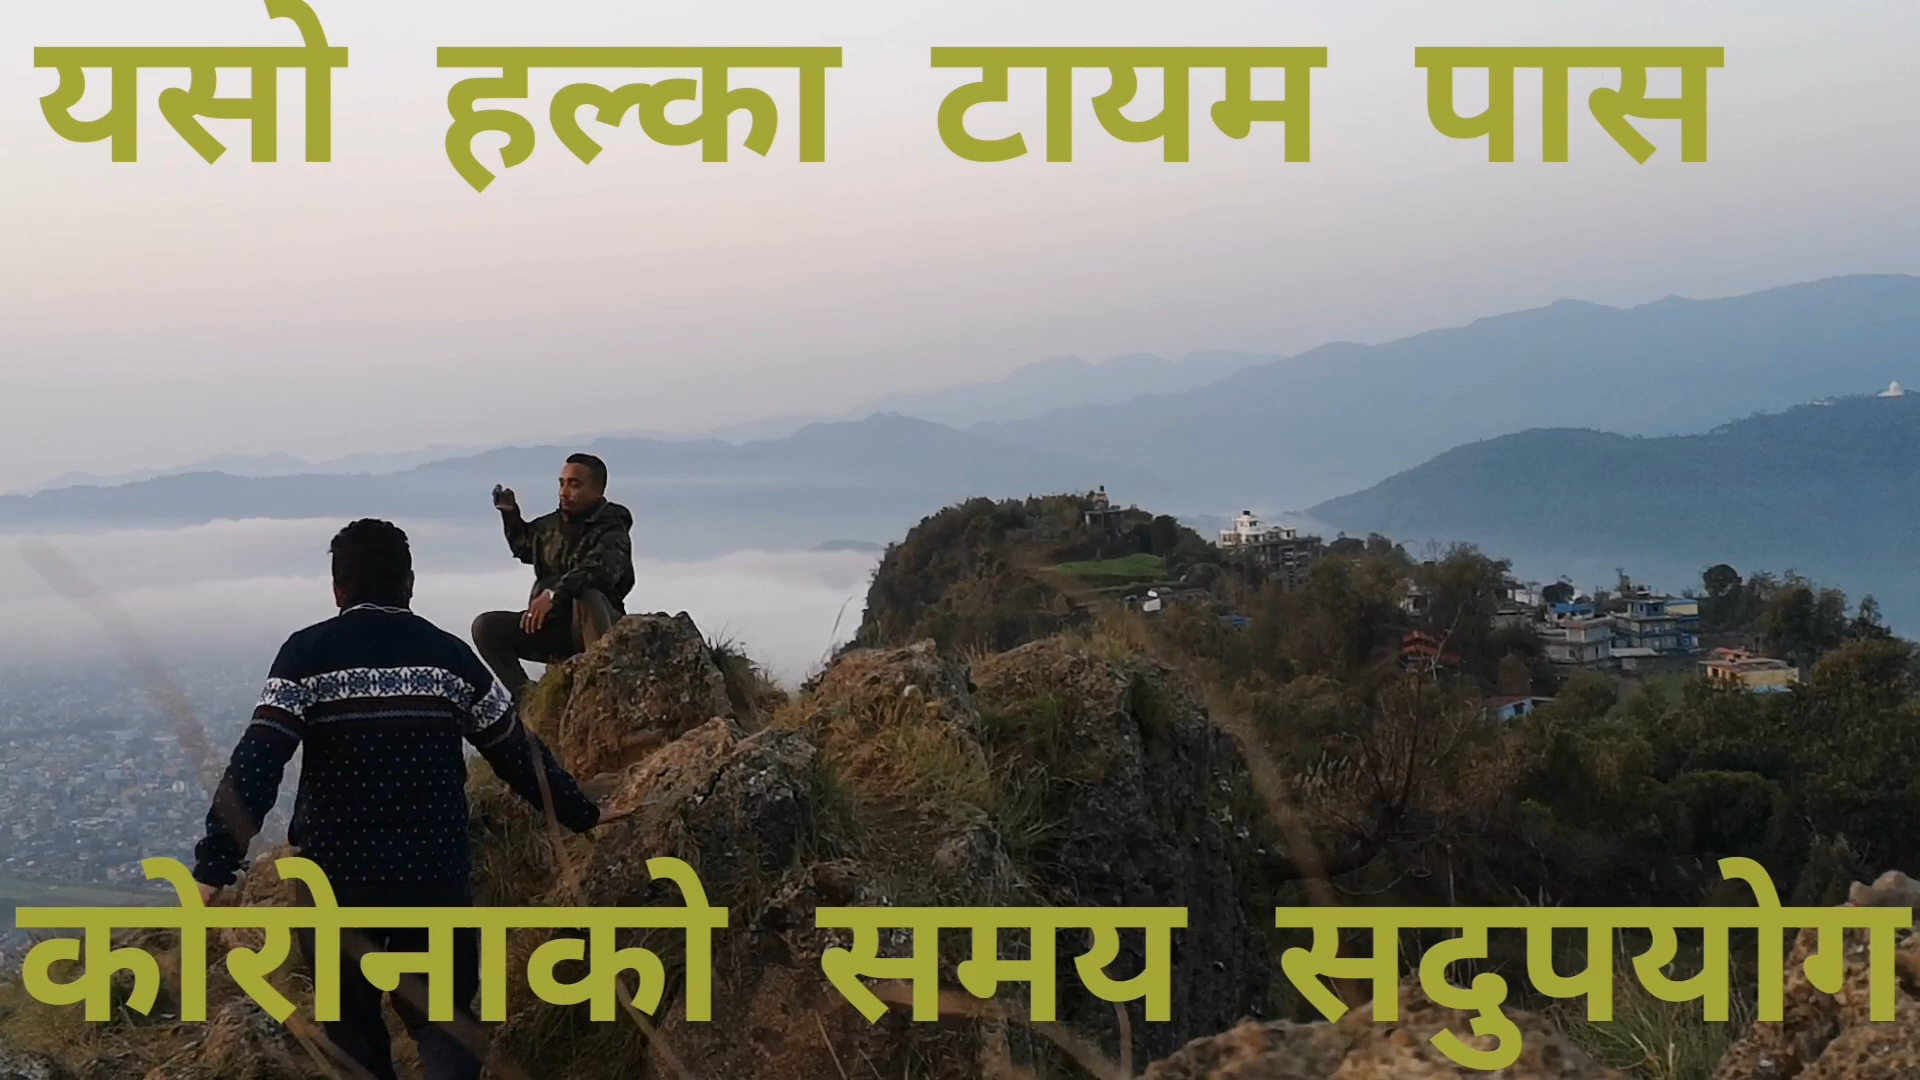 यसो हल्का टायम पास
कोरोनाको समय सदुपयोग